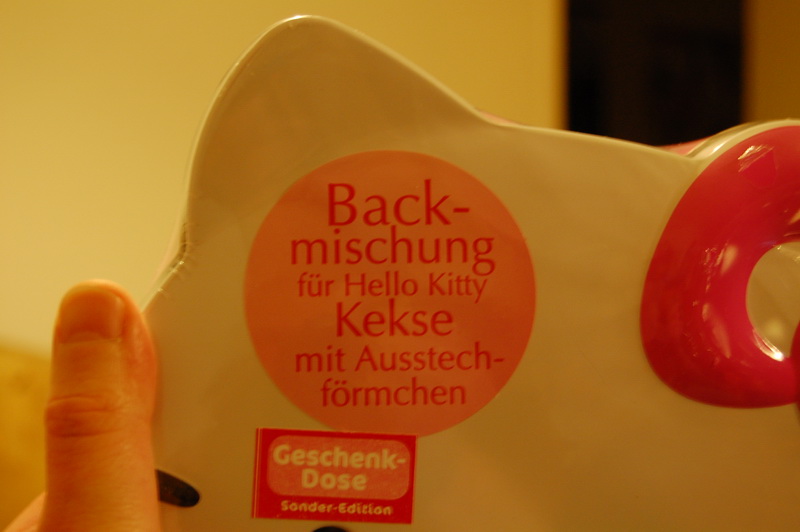 Back-
mischung
für Hello Kitty
Kekse
mit Ausstech-
förmchen
Geschenk-
Dose
Sonder-Edition